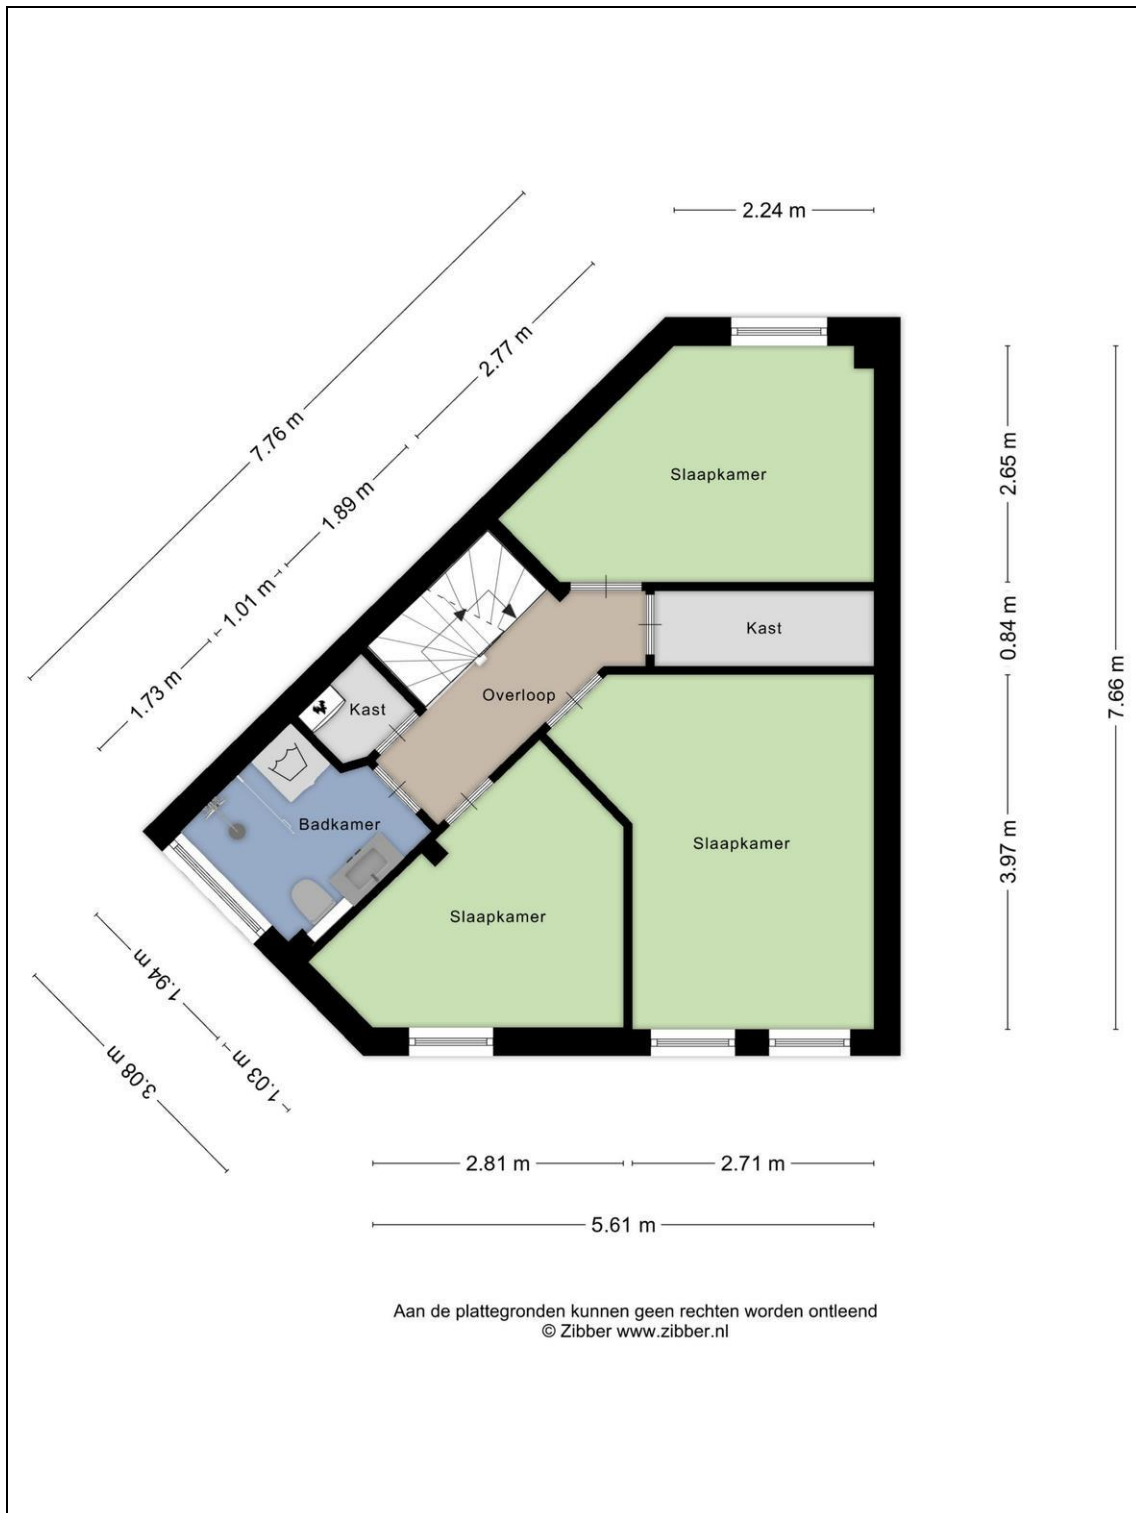 2.24 m
7.76 m
2.77 m
1.89 m
1.01 m
1.73 m
Slaapkamer
2.65 m
Kast
0.84 m
Overloop
Kast
7.66 m
Badkamer
Slaapkamer
3.97 m
Slaapkamer
1.94 m
1.03 m
3.08 m
2.81 m
2.71 m
5.61 m
Aan de plattegronden kunnen geen rechten worden ontleend
© Zibber www.zibber.nl